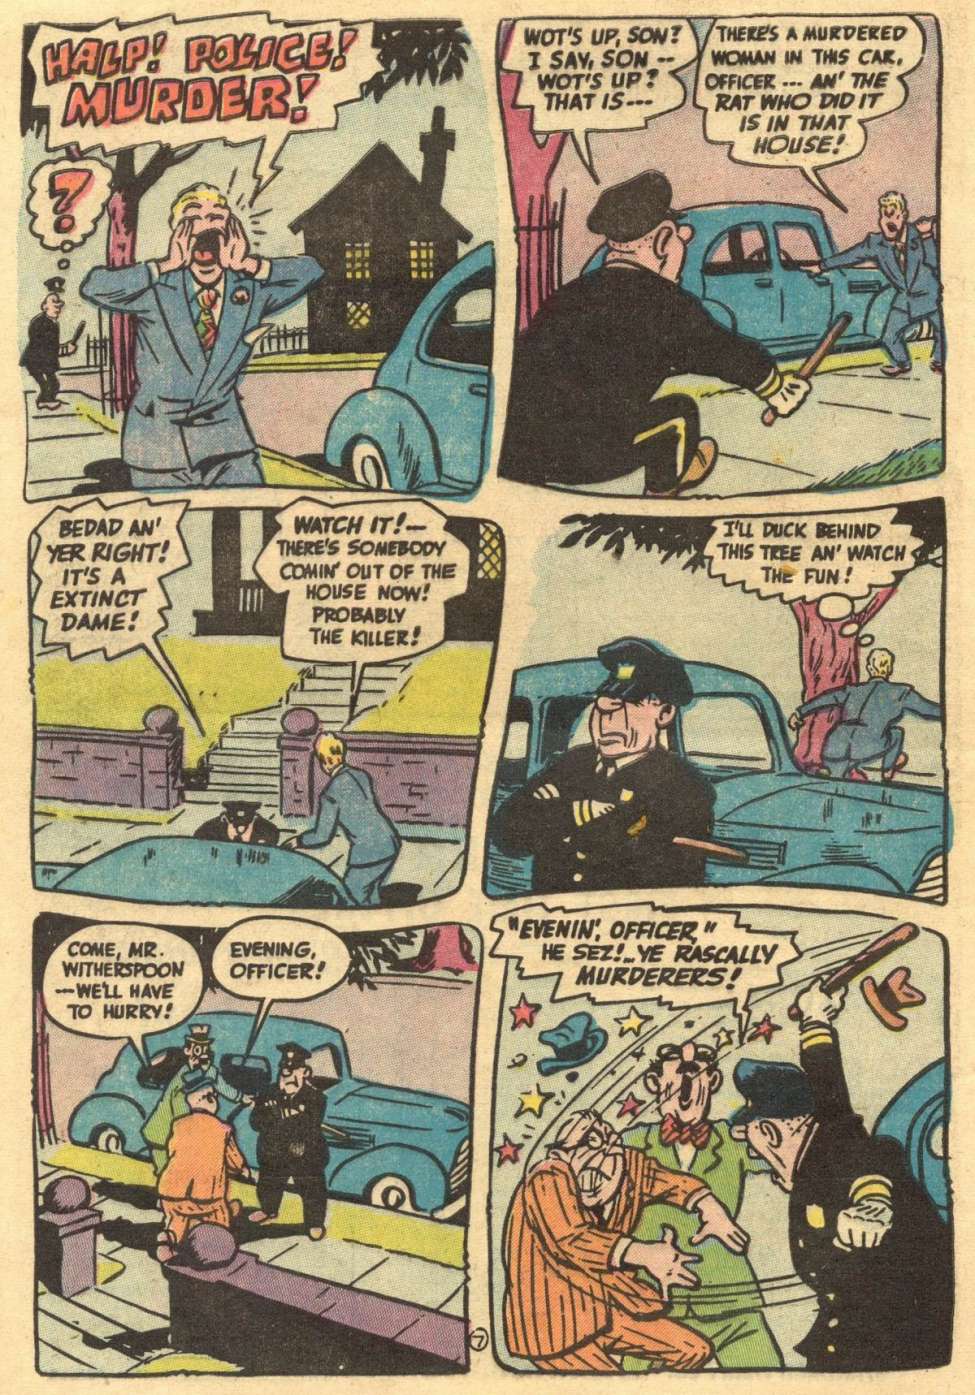 HALP! POLICE!
MURDER!
?
WOT'S UP, SON?
I SAY, SON --
WOT'S UP?
THAT IS---
THERE'S A MURDERED
WOMAN IN THIS CAR,
OFFICER --- AN' THE
RAT WHO DID IT
IS IN THAT
HOUSE!
BEDAD AN'
YER RIGHT!
IT'S A
EXTINCT
DAME!
WATCH IT!--
THERE'S SOMEBODY
COMIN' OUT OF THE
HOUSE NOW!
PROBABLY
THE KILLER!
I'LL DUCK BEHIND
THIS TREE AN' WATCH
THE FUN!
COME, MR.
WITHERSPOON
--WE'LL HAVE
TO HURRY!
EVENING,
OFFICER!
"EVENIN', OFFICER,"
HE SEZ!... YE RASCALLY
MURDERERS!
7